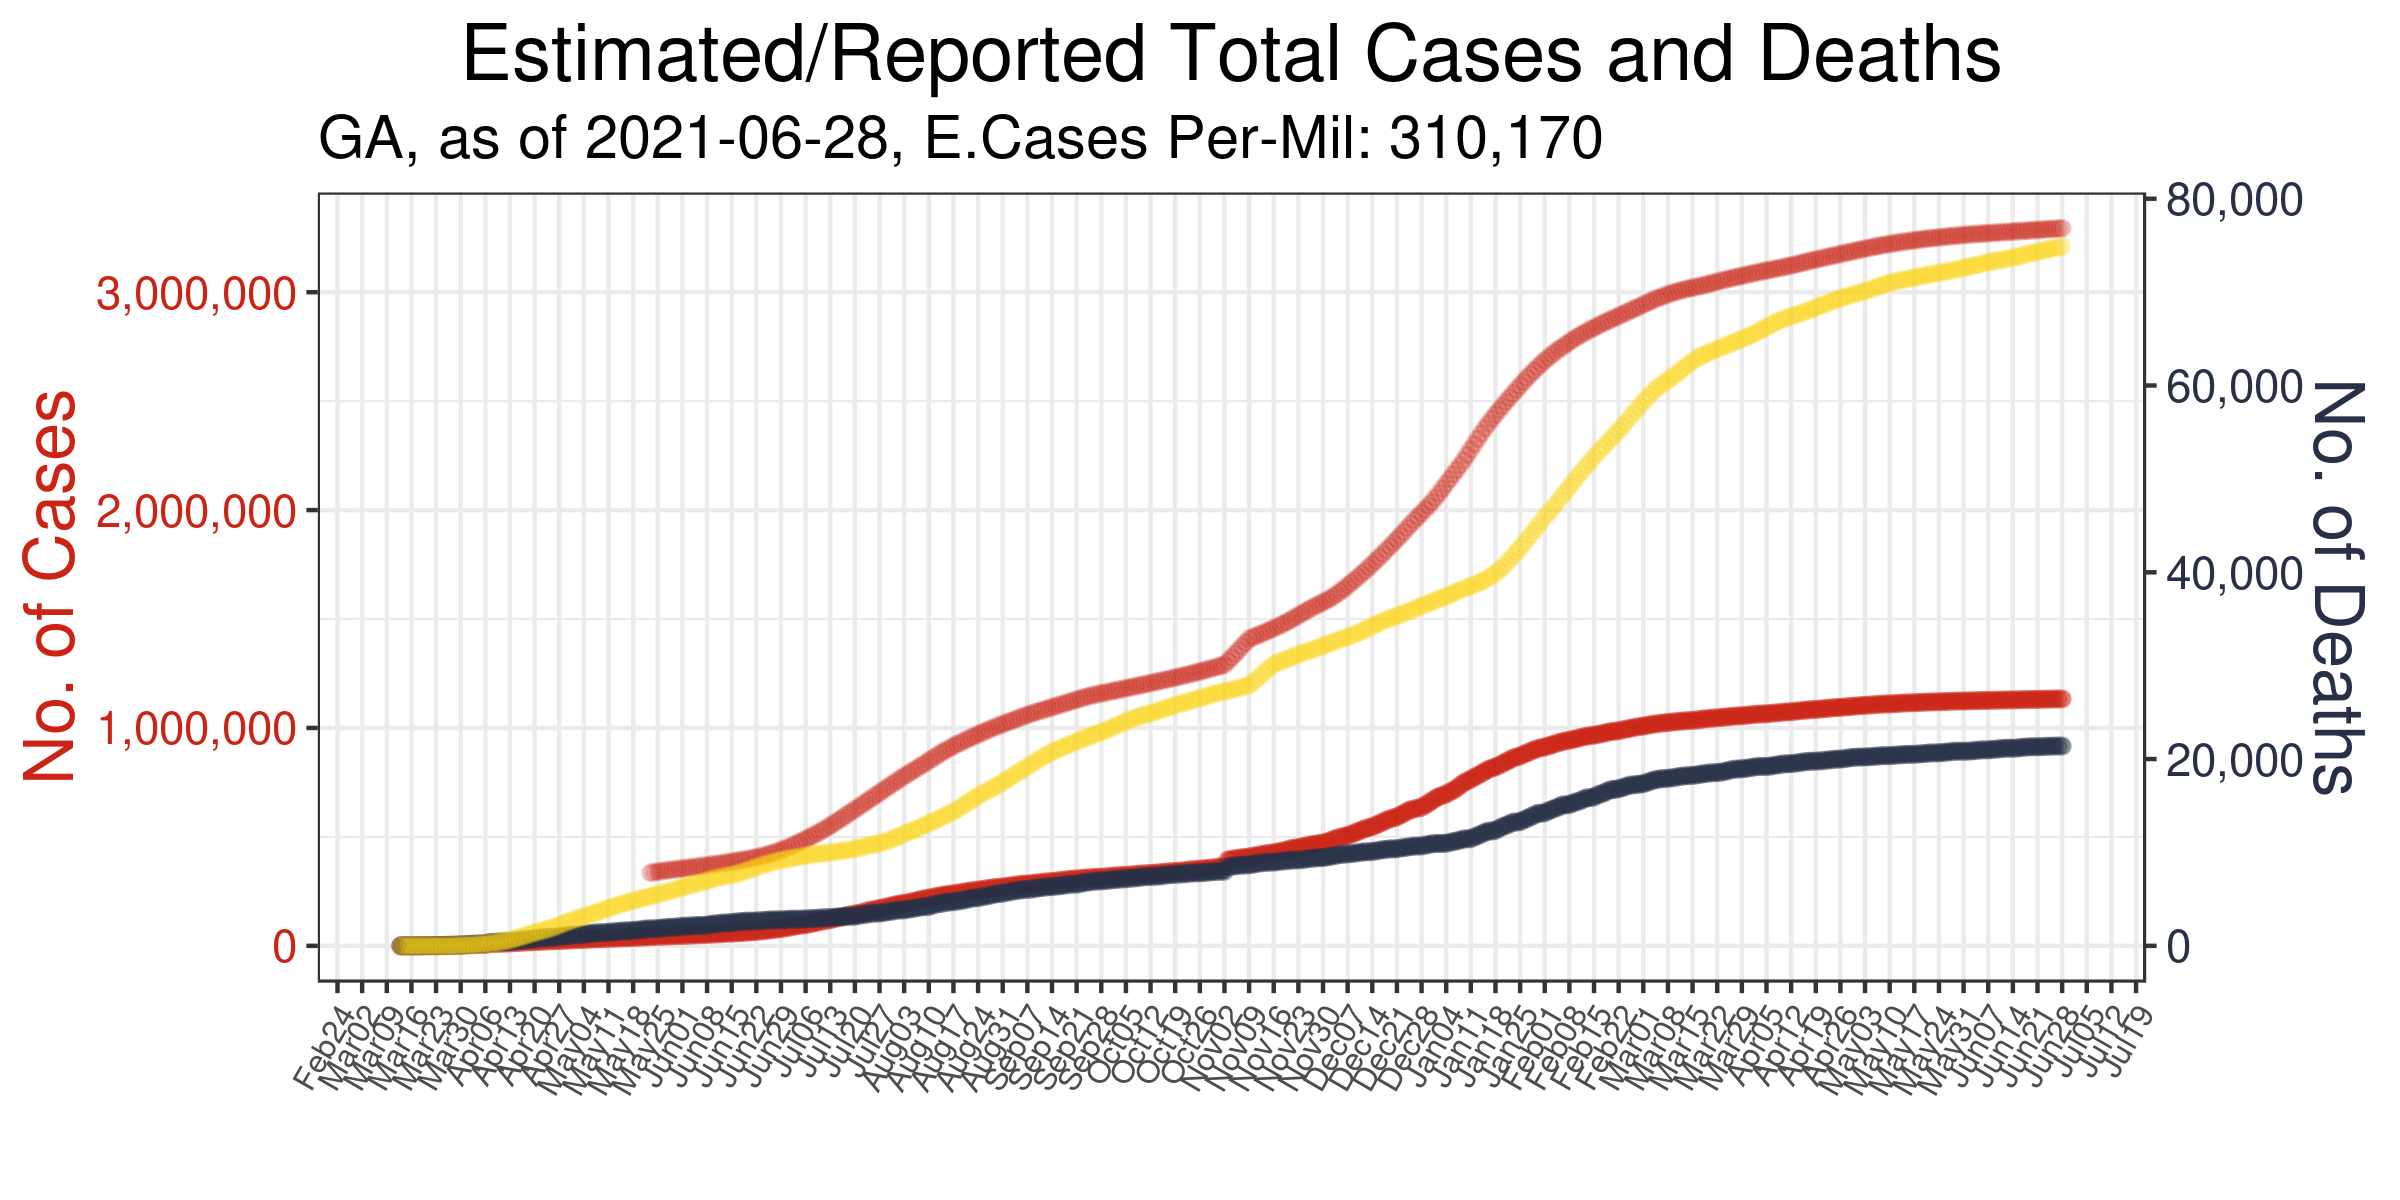 Estimated/Reported Total Cases and Deaths
GA, as of 2021-06-28, E.Cases Per-Mil: 310,170
No. of Cases
3,000,000
2,000,000
1,000,000
0
80,000
60,000
40,000
20,000
0
No. of Deaths
Feb24
Mar02
Mar09
Mar16
Mar23
Mar30
Apr06
Apr13
Apr20
Apr27
May04
May11
May18
May25
Jun01
Jun08
Jun15
Jun22
Jun29
Jul06
Jul13
Jul20
Jul27
Aug03
Aug10
Aug17
Aug24
Aug31
Sep07
Sep14
Sep21
Sep28
Oct05
Oct12
Oct19
Oct26
Nov02
Nov09
Nov16
Nov23
Nov30
Dec07
Dec14
Dec21
Dec28
Jan04
Jan11
Jan18
Jan25
Feb01
Feb08
Feb15
Feb22
Mar01
Mar08
Mar15
Mar22
Mar29
Apr05
Apr12
Apr19
Apr26
May03
May10
May17
May24
May31
Jun07
Jun14
Jun21
Jun28
Jul05
Jul12
Jul19